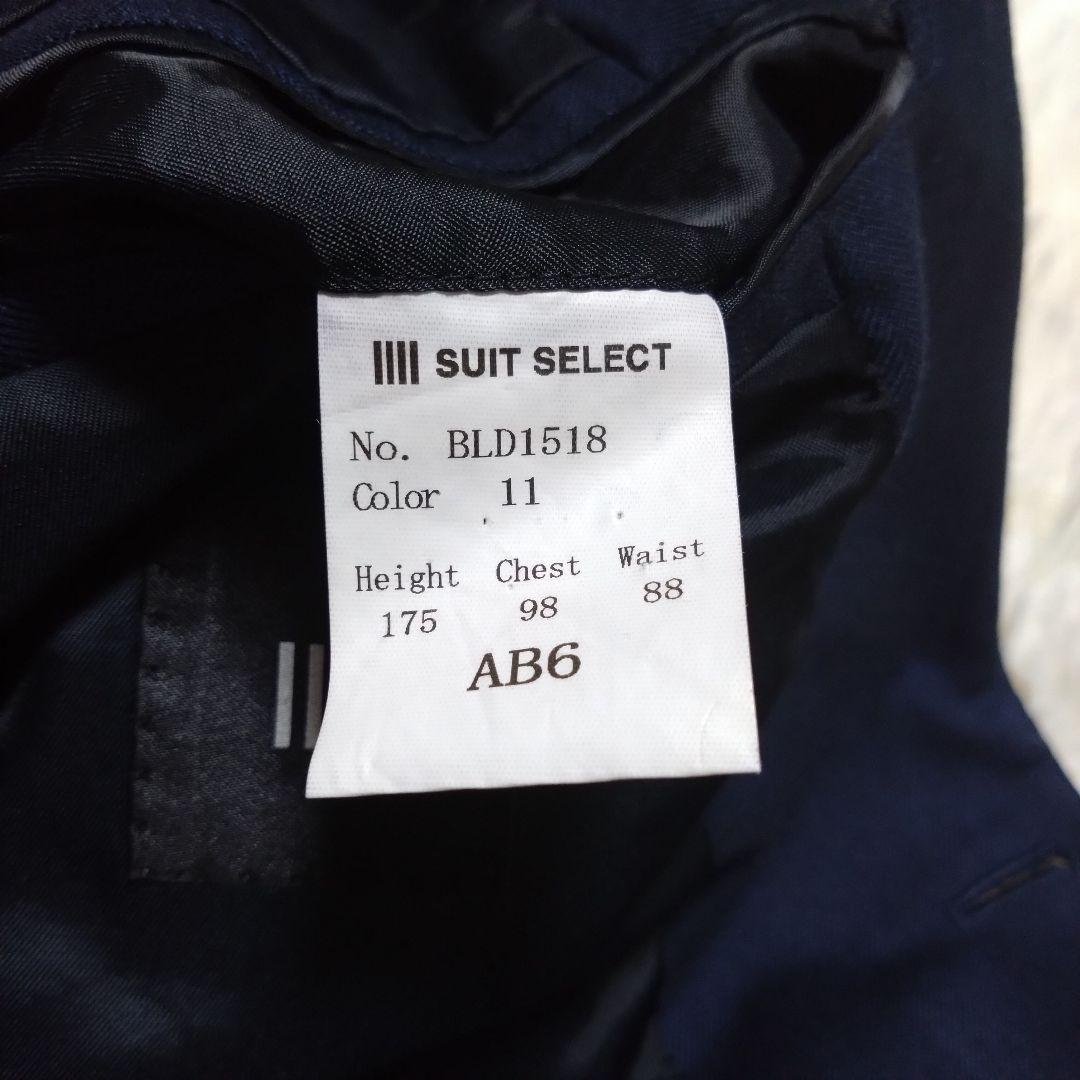 SUIT SELECT
No. BLD1518
Color 11
Height Chest Waist
175 98 88
AB6